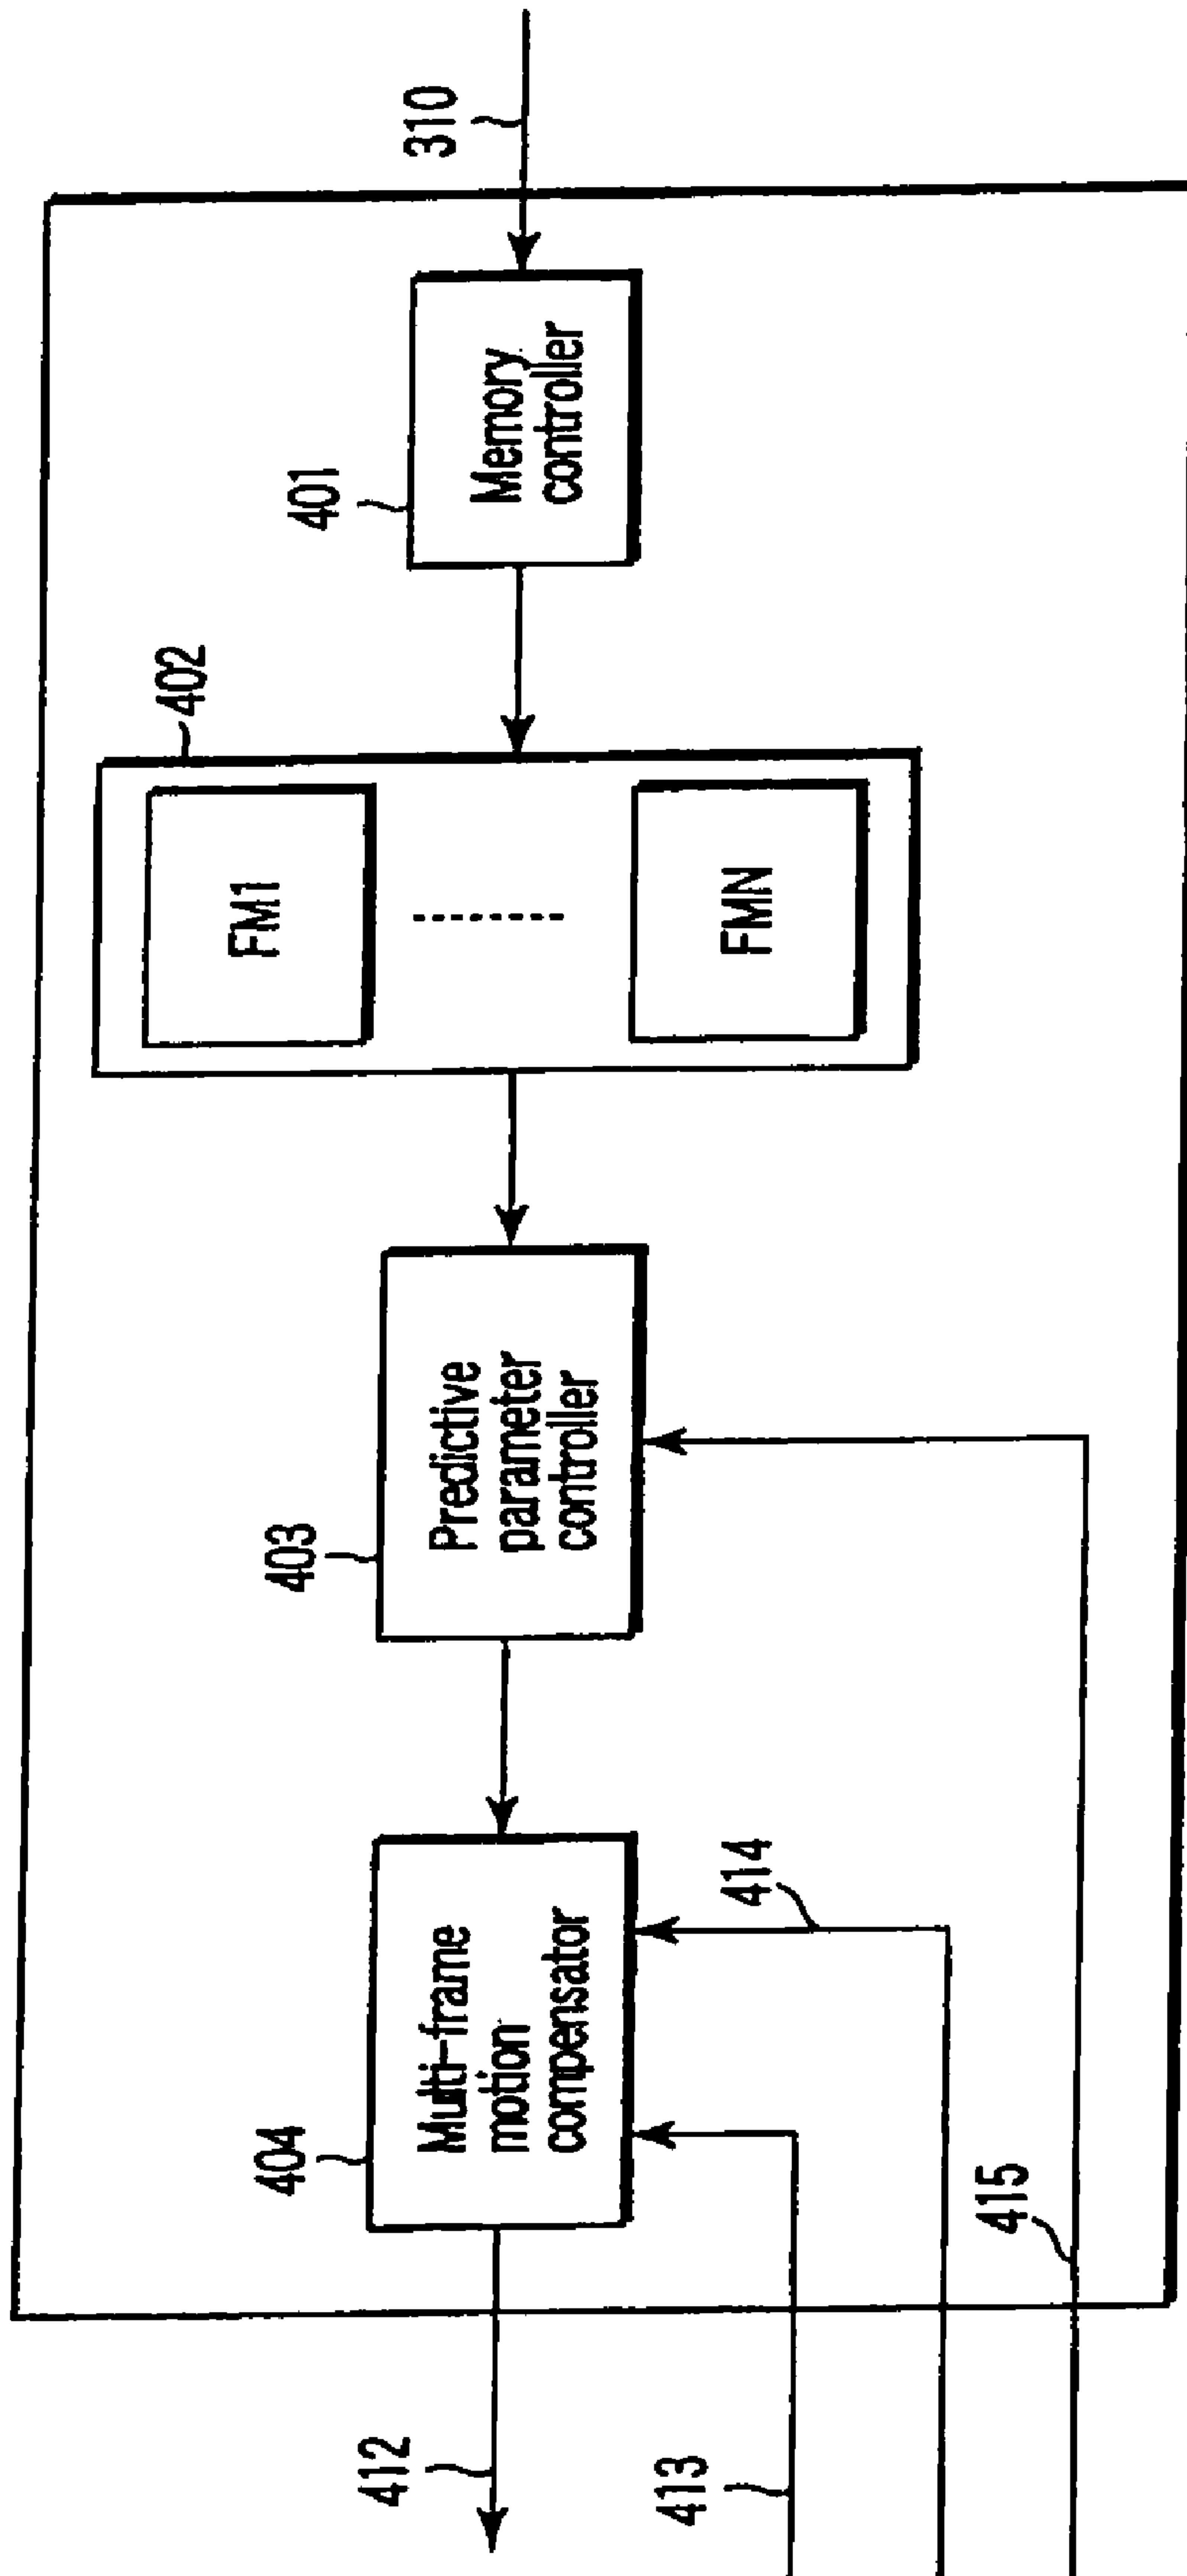 402
FM1
404
403
401
412
310
Multi-frame
motion
compensator
Predictive
parameter
controller
Memory
controller
413
414
FMN
415